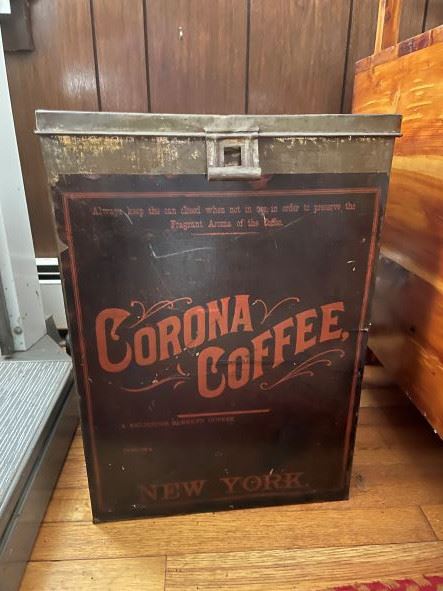 Always keep the can closed when not in use in order to preserve the
Fragrant Aroma of the Coffee.
CORONA
COFFEE,
A
NEW YORK.